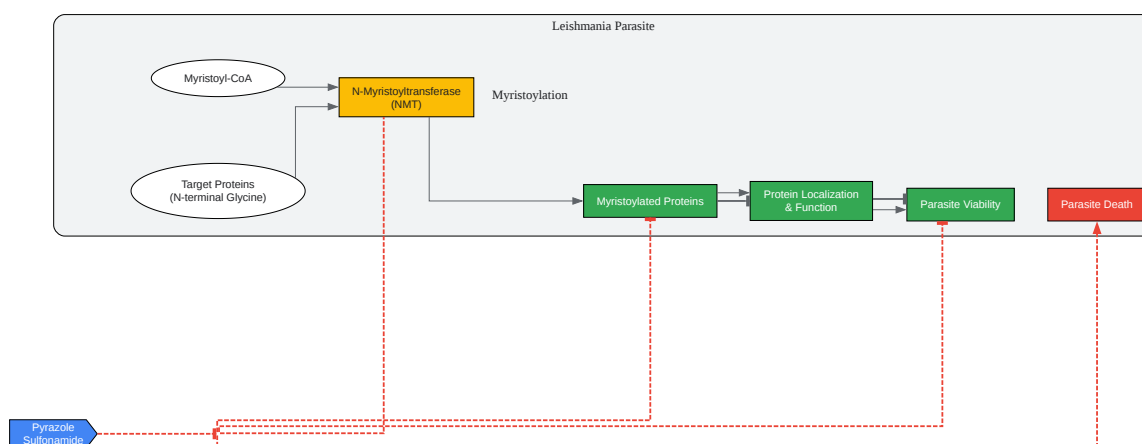 Leishmania Parasite
Myristoyl-CoA
N-Myristoyltransferase
(NMT)
Myristoylation
Target Proteins
(N-terminal Glycine)
Myristoylated Proteins
Protein Localization
& Function
Parasite Viability
Parasite Death
Pyrazole
Sulfonamide